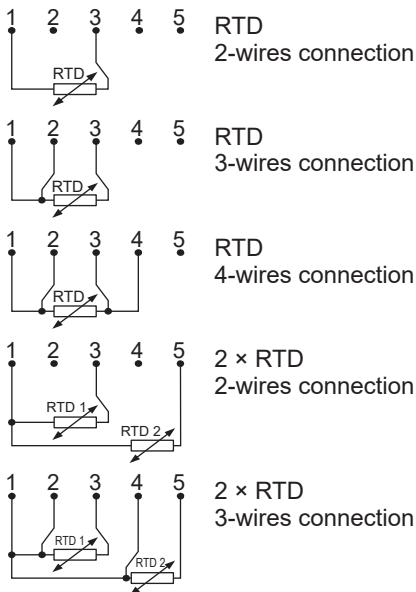 1 2 3 4 5
RTD
2-wires connection
RTD
1 2 3 4 5
RTD
3-wires connection
RTD
1 2 3 4 5
RTD
4-wires connection
RTD
1 2 3 4 5
2 × RTD
2-wires connection
RTD 1
RTD 2
1 2 3 4 5
2 × RTD
3-wires connection
RTD 1
RTD 2